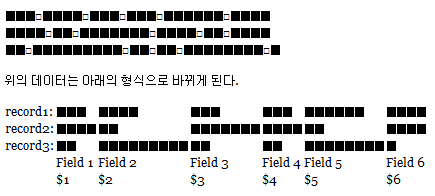 위의 데이터는 아래의 형식으로 바뀌게 된다.
record1:
record2:
record3:
Field 1 Field 2 Field 3 Field 4 Field 5 Field 6
$1 $2 $3 $4 $5 $6